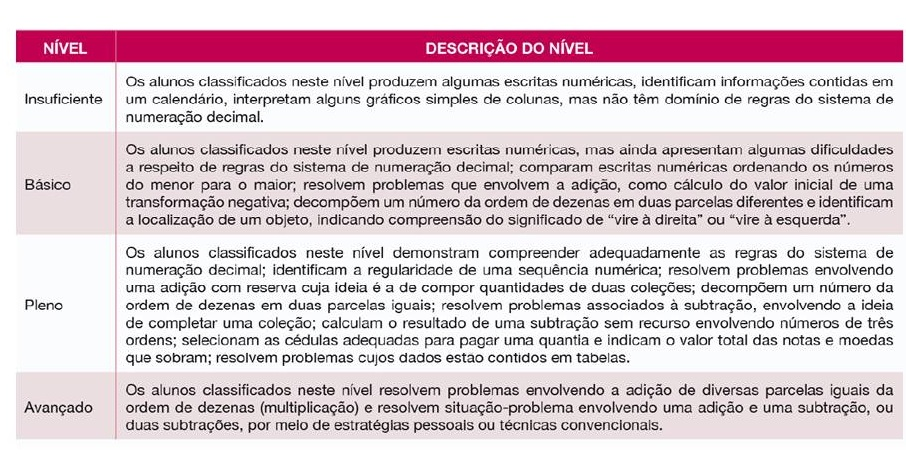 NÍVEL DESCRIÇÃO DO NÍVEL
Insuficiente
Os alunos classificados neste nível produzem algumas escritas numéricas, identificam informações contidas em
um calendário, interpretam alguns gráficos simples de colunas, mas não têm domínio de regras do sistema de
numeração decimal.
Básico
Os alunos classificados neste nível produzem escritas numéricas, mas ainda apresentam algumas dificuldades
a respeito de regras do sistema de numeração decimal; comparam escritas numéricas ordenando os números
do menor para o maior; resolvem problemas que envolvem a adição, como cálculo do valor inicial de uma
transformação negativa; decompõem um número da ordem de dezenas em duas parcelas diferentes e identificam
a localização de um objeto, indicando compreensão do significado de “vire à direita” ou “vire à esquerda”.
Pleno
Os alunos classificados neste nível demonstram compreender adequadamente as regras do sistema de
numeração decimal; identificam a regularidade de uma sequência numérica; resolvem problemas envolvendo
uma adição com reserva cuja ideia é a de compor quantidades de duas coleções; decompõem um número da
ordem de dezenas em duas parcelas iguais; resolvem problemas associados à subtração, envolvendo a ideia
de completar uma coleção; calculam o resultado de uma subtração sem recurso envolvendo números de três
ordens; selecionam as cédulas adequadas para pagar uma quantia e indicam o valor total das notas e moedas
que sobram; resolvem problemas cujos dados estão contidos em tabelas.
Avançado
Os alunos classificados neste nível resolvem problemas envolvendo a adição de diversas parcelas iguais da
ordem de dezenas (multiplicação) e resolvem situação-problema envolvendo uma adição e uma subtração, ou
duas subtrações, por meio de estratégias pessoais ou técnicas convencionais.